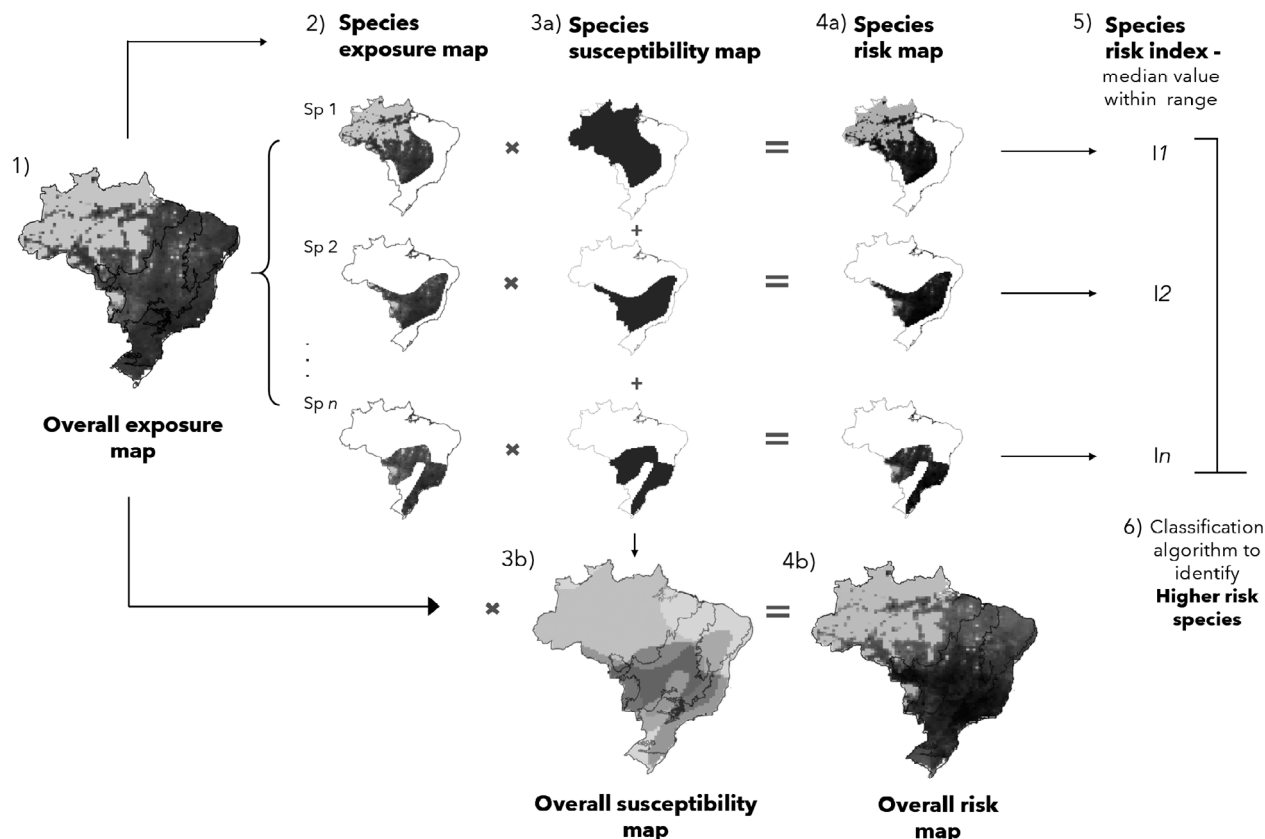 2) Species
exposure map
3a) Species
susceptibility map
4a) Species
risk map
5) Species
risk index -
median value
within range
1)
Overall exposure
map
Sp 1
×
=
I1
+
Sp 2
×
=
I2
.
.
.
+
Sp n
×
=
In
6) Classification
algorithm to
identify
Higher risk
species
×
3b)
=
4b)
Overall susceptibility
map
Overall risk
map